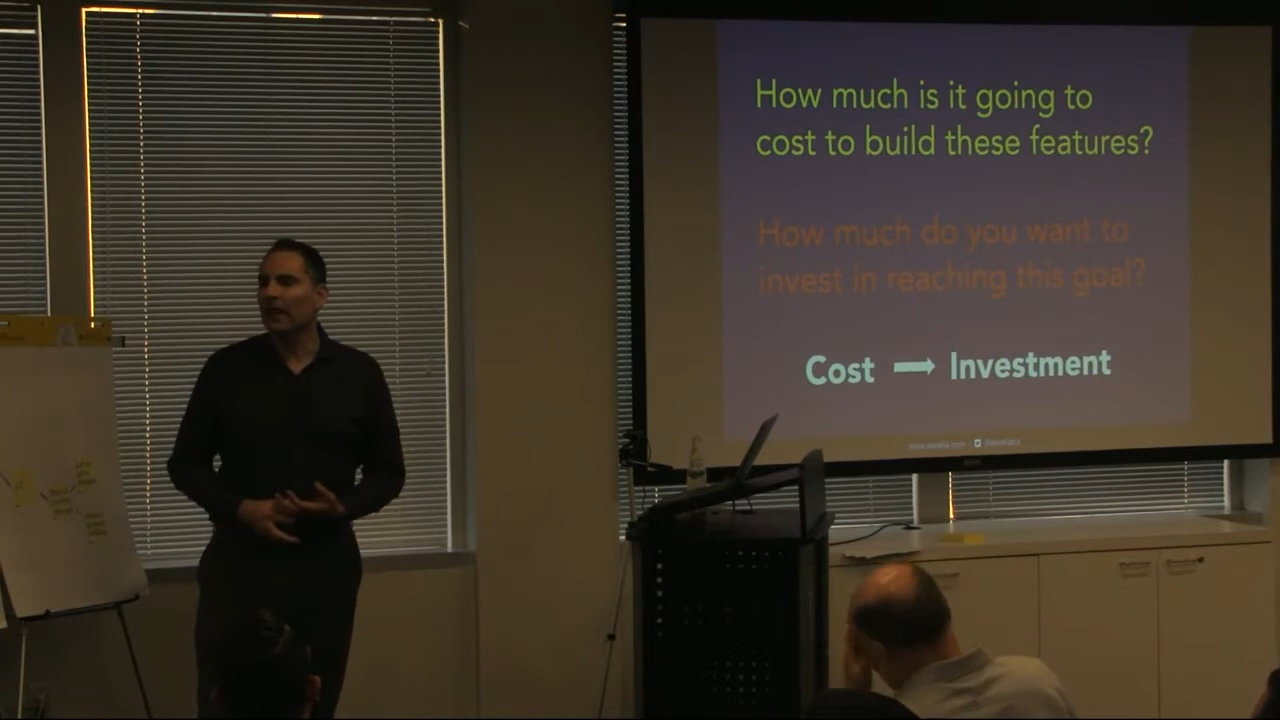 How much is it going to
cost to build these features?
How much do you want to
invest in reaching this goal?
Cost → Investment